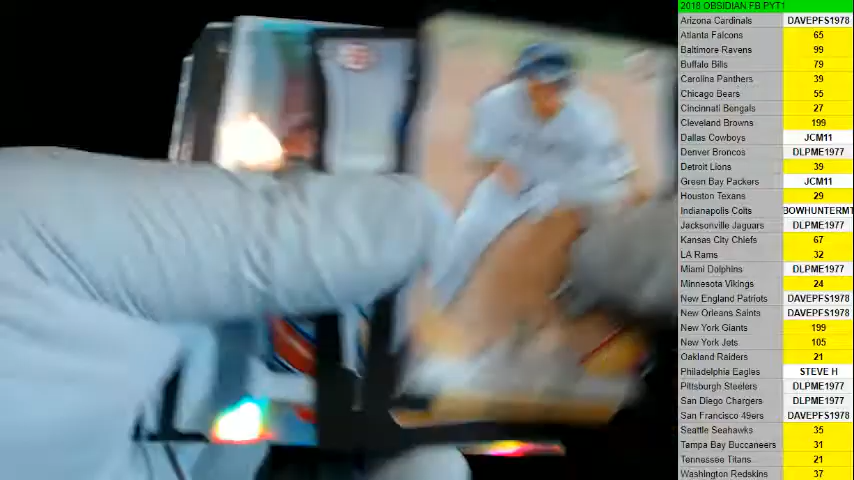 2018 OBSIDIAN FB PYT1
Arizona Cardinals DAVEPFS1978
Atlanta Falcons 65
Baltimore Ravens 99
Buffalo Bills 79
Carolina Panthers 39
Chicago Bears 55
Cincinnati Bengals 27
Cleveland Browns 199
Dallas Cowboys JCM11
Denver Broncos DLPME1977
Detroit Lions 39
Green Bay Packers JCM11
Houston Texans 29
Indianapolis Colts BOWHUNTERMT
Jacksonville Jaguars DLPME1977
Kansas City Chiefs 67
LA Rams 32
Miami Dolphins DLPME1977
Minnesota Vikings 24
New England Patriots DAVEPFS1978
New Orleans Saints DAVEPFS1978
New York Giants 199
New York Jets 105
Oakland Raiders 21
Philadelphia Eagles STEVE H
Pittsburgh Steelers DLPME1977
San Diego Chargers DLPME1977
San Francisco 49ers DAVEPFS1978
Seattle Seahawks 35
Tampa Bay Buccaneers 31
Tennessee Titans 21
Washington Redskins 37